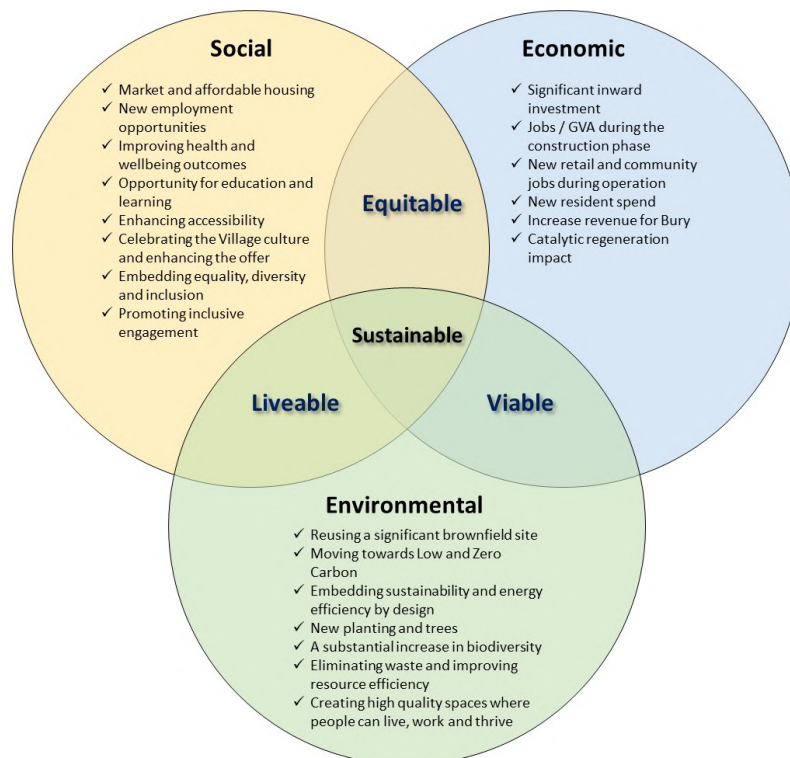 Social
✓ Market and affordable housing
✓ New employment
opportunities
✓ Improving health and
wellbeing outcomes
✓ Opportunity for education and
learning
✓ Enhancing accessibility
✓ Celebrating the Village culture
and enhancing the offer
✓ Embedding equality, diversity
and inclusion
✓ Promoting inclusive
engagement
Economic
✓ Significant inward
investment
✓ Jobs / GVA during the
construction phase
✓ New retail and community
jobs during operation
✓ New resident spend
✓ Increase revenue for Bury
✓ Catalytic regeneration
impact
Equitable
Sustainable
Liveable
Viable
Environmental
✓ Reusing a significant brownfield site
✓ Moving towards Low and Zero
Carbon
✓ Embedding sustainability and energy
efficiency by design
✓ New planting and trees
✓ A substantial increase in biodiversity
✓ Eliminating waste and improving
resource efficiency
✓ Creating high quality spaces where
people can live, work and thrive